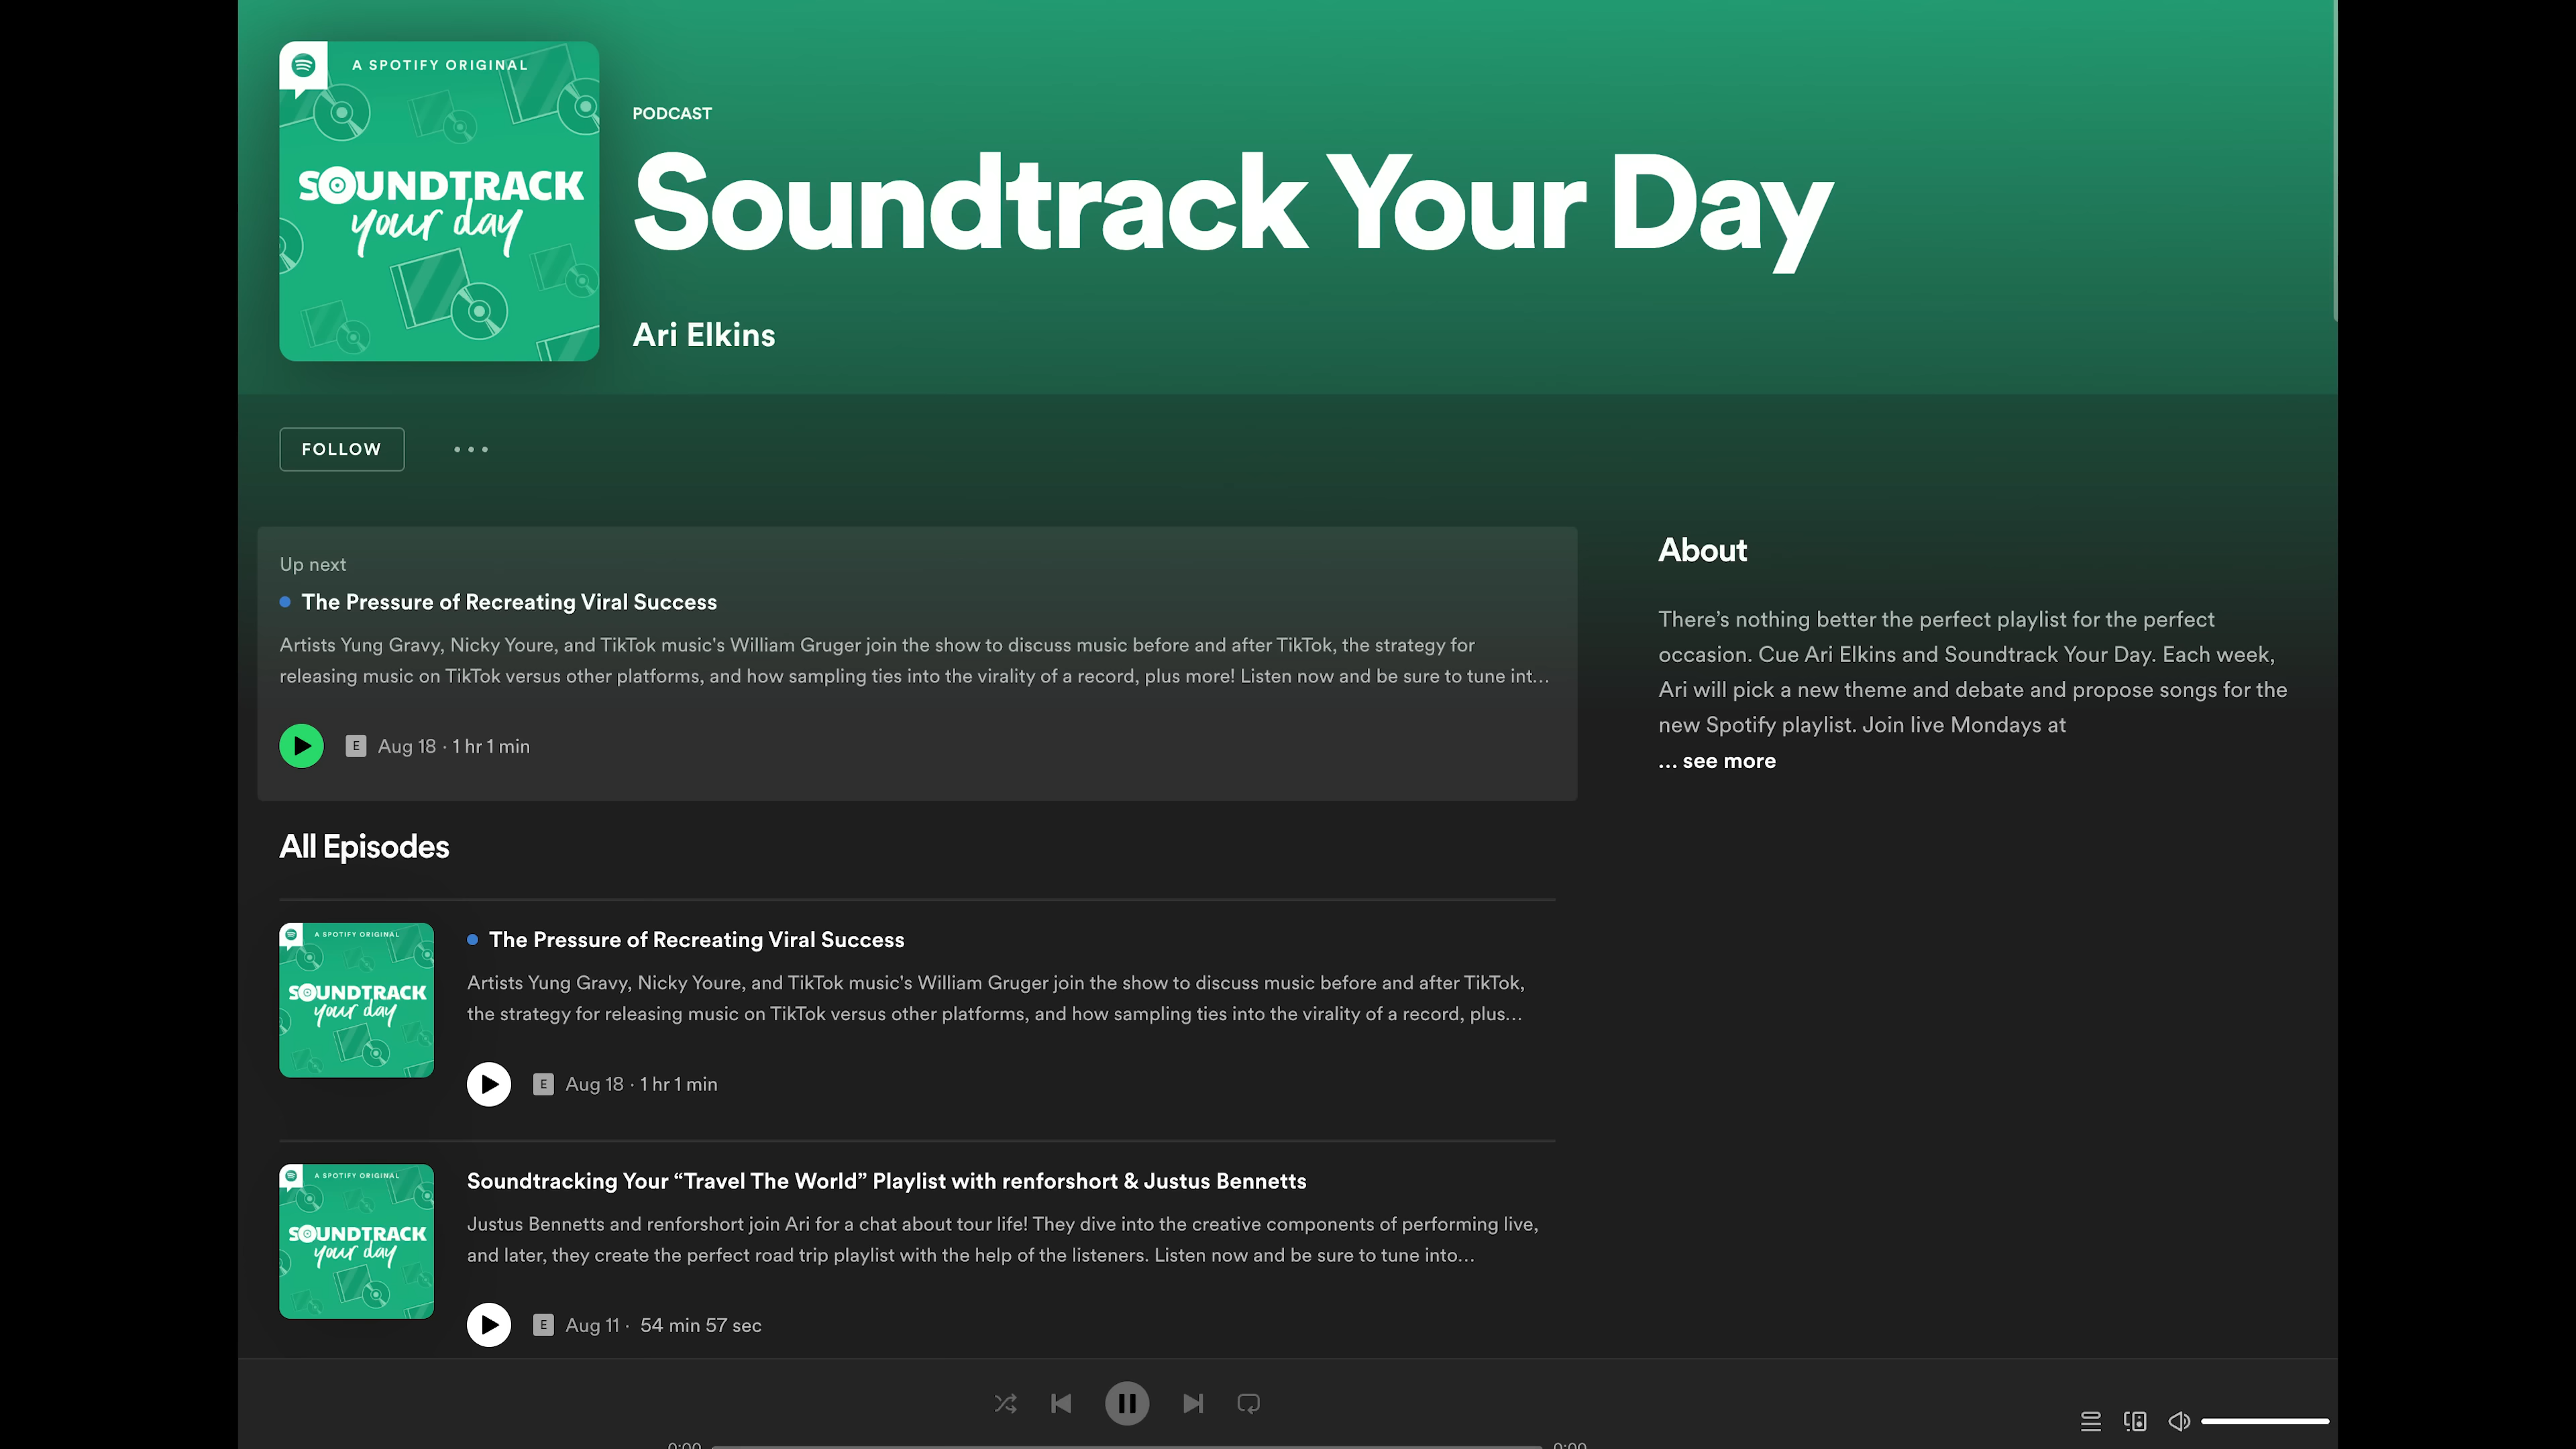 A SPOTIFY ORIGINAL
SOUNDTRACK
your day
PODCAST
Soundtrack Your Day
Ari Elkins
FOLLOW
Up next
The Pressure of Recreating Viral Success
Artists Yung Gravy, Nicky Youre, and TikTok music's William Gruger join the show to discuss music before and after TikTok, the strategy for
releasing music on TikTok versus other platforms, and how sampling ties into the virality of a record, plus more! Listen now and be sure to tune int...
E Aug 18 · 1 hr 1 min
About
There’s nothing better the perfect playlist for the perfect
occasion. Cue Ari Elkins and Soundtrack Your Day. Each week,
Ari will pick a new theme and debate and propose songs for the
new Spotify playlist. Join live Mondays at
... see more
All Episodes
A SPOTIFY ORIGINAL
SOUNDTRACK
your day
The Pressure of Recreating Viral Success
Artists Yung Gravy, Nicky Youre, and TikTok music's William Gruger join the show to discuss music before and after TikTok,
the strategy for releasing music on TikTok versus other platforms, and how sampling ties into the virality of a record, plus...
E Aug 18 · 1 hr 1 min
A SPOTIFY ORIGINAL
SOUNDTRACK
your day
Soundtracking Your “Travel The World” Playlist with renforshort & Justus Bennetts
Justus Bennetts and renforshort join Ari for a chat about tour life! They dive into the creative components of performing live,
and later, they create the perfect road trip playlist with the help of the listeners. Listen now and be sure to tune into...
E Aug 11 · 54 min 57 sec
0:00 0:00